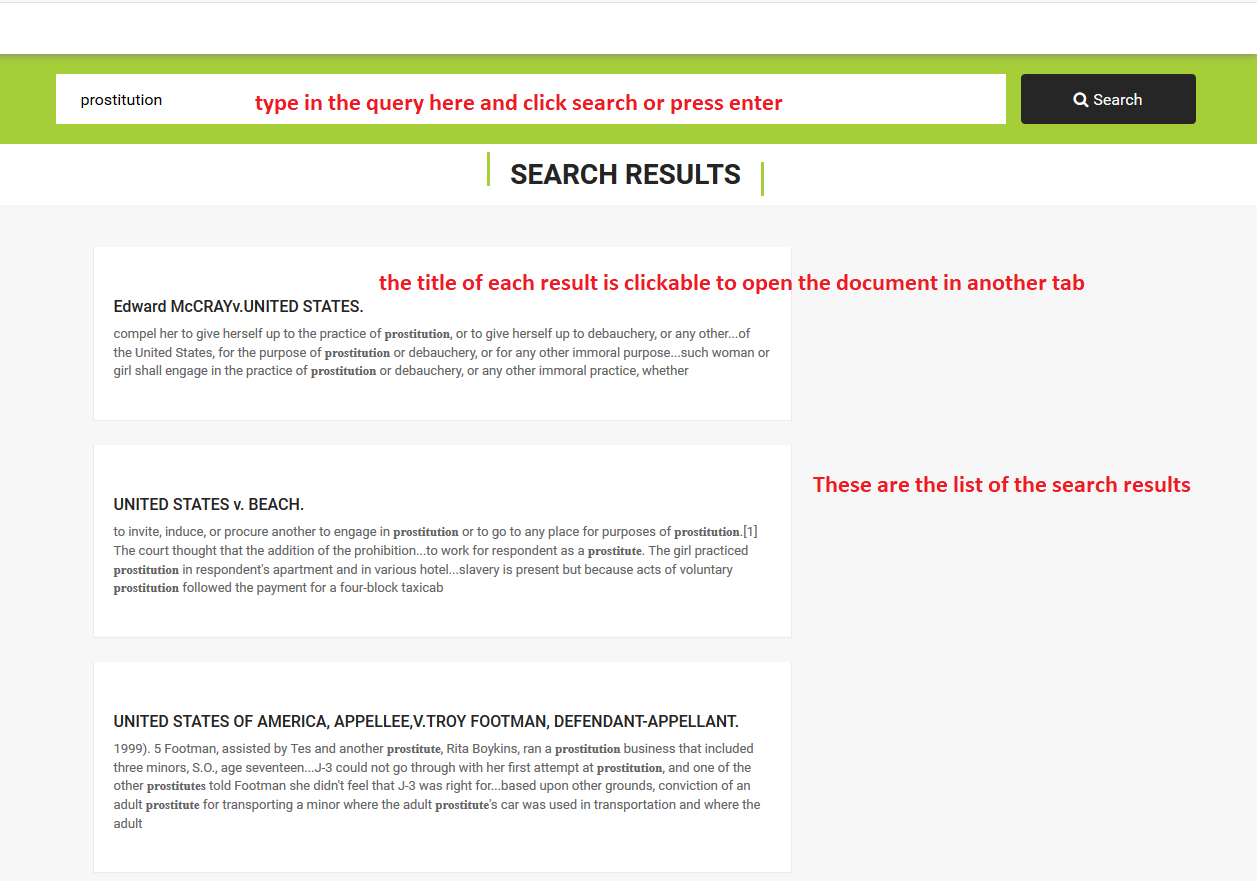 prostitution
type in the query here and click search or press enter
Search
SEARCH RESULTS
the title of each result is clickable to open the document in another tab
Edward McCRAYv.UNITED STATES.
compel her to give herself up to the practice of prostitution, or to give herself up to debauchery, or any other...of
the United States, for the purpose of prostitution or debauchery, or for any other immoral purpose...such woman or
girl shall engage in the practice of prostitution or debauchery, or any other immoral practice, whether
These are the list of the search results
UNITED STATES v. BEACH.
to invite, induce, or procure another to engage in prostitution or to go to any place for purposes of prostitution.[1]
The court thought that the addition of the prohibition...to work for respondent as a prostitute. The girl practiced
prostitution in respondent's apartment and in various hotel...slavery is present but because acts of voluntary
prostitution followed the payment for a four-block taxicab
UNITED STATES OF AMERICA, APPELLEE,V.TROY FOOTMAN, DEFENDANT-APPELLANT.
1999). 5 Footman, assisted by Tes and another prostitute, Rita Boykins, ran a prostitution business that included
three minors, S.O., age seventeen...J-3 could not go through with her first attempt at prostitution, and one of the
other prostitutes told Footman she didn't feel that J-3 was right for...based upon other grounds, conviction of an
adult prostitute for transporting a minor where the adult prostitute's car was used in transportation and where the
adult